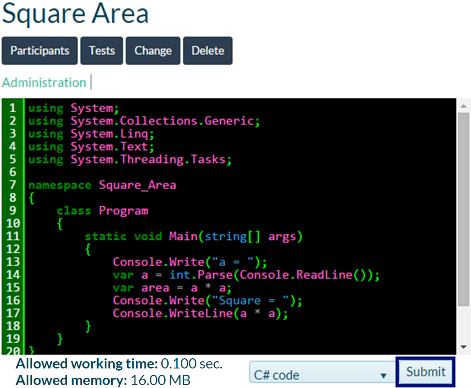 Square Area
Participants Tests Change Delete
Administration
1 using System;
2 using System.Collections.Generic;
3 using System.Linq;
4 using System.Text;
5 using System.Threading.Tasks;
6
7 namespace Square_Area
8 {
9 class Program
10 {
11 static void Main(string[] args)
12 {
13 Console.Write("a = ");
14 var a = int.Parse(Console.ReadLine());
15 var area = a * a;
16 Console.Write("Square = ");
17 Console.WriteLine(a * a);
18 }
19 }
20 }
Allowed working time: 0.100 sec.
Allowed memory: 16.00 MB
C# code
Submit